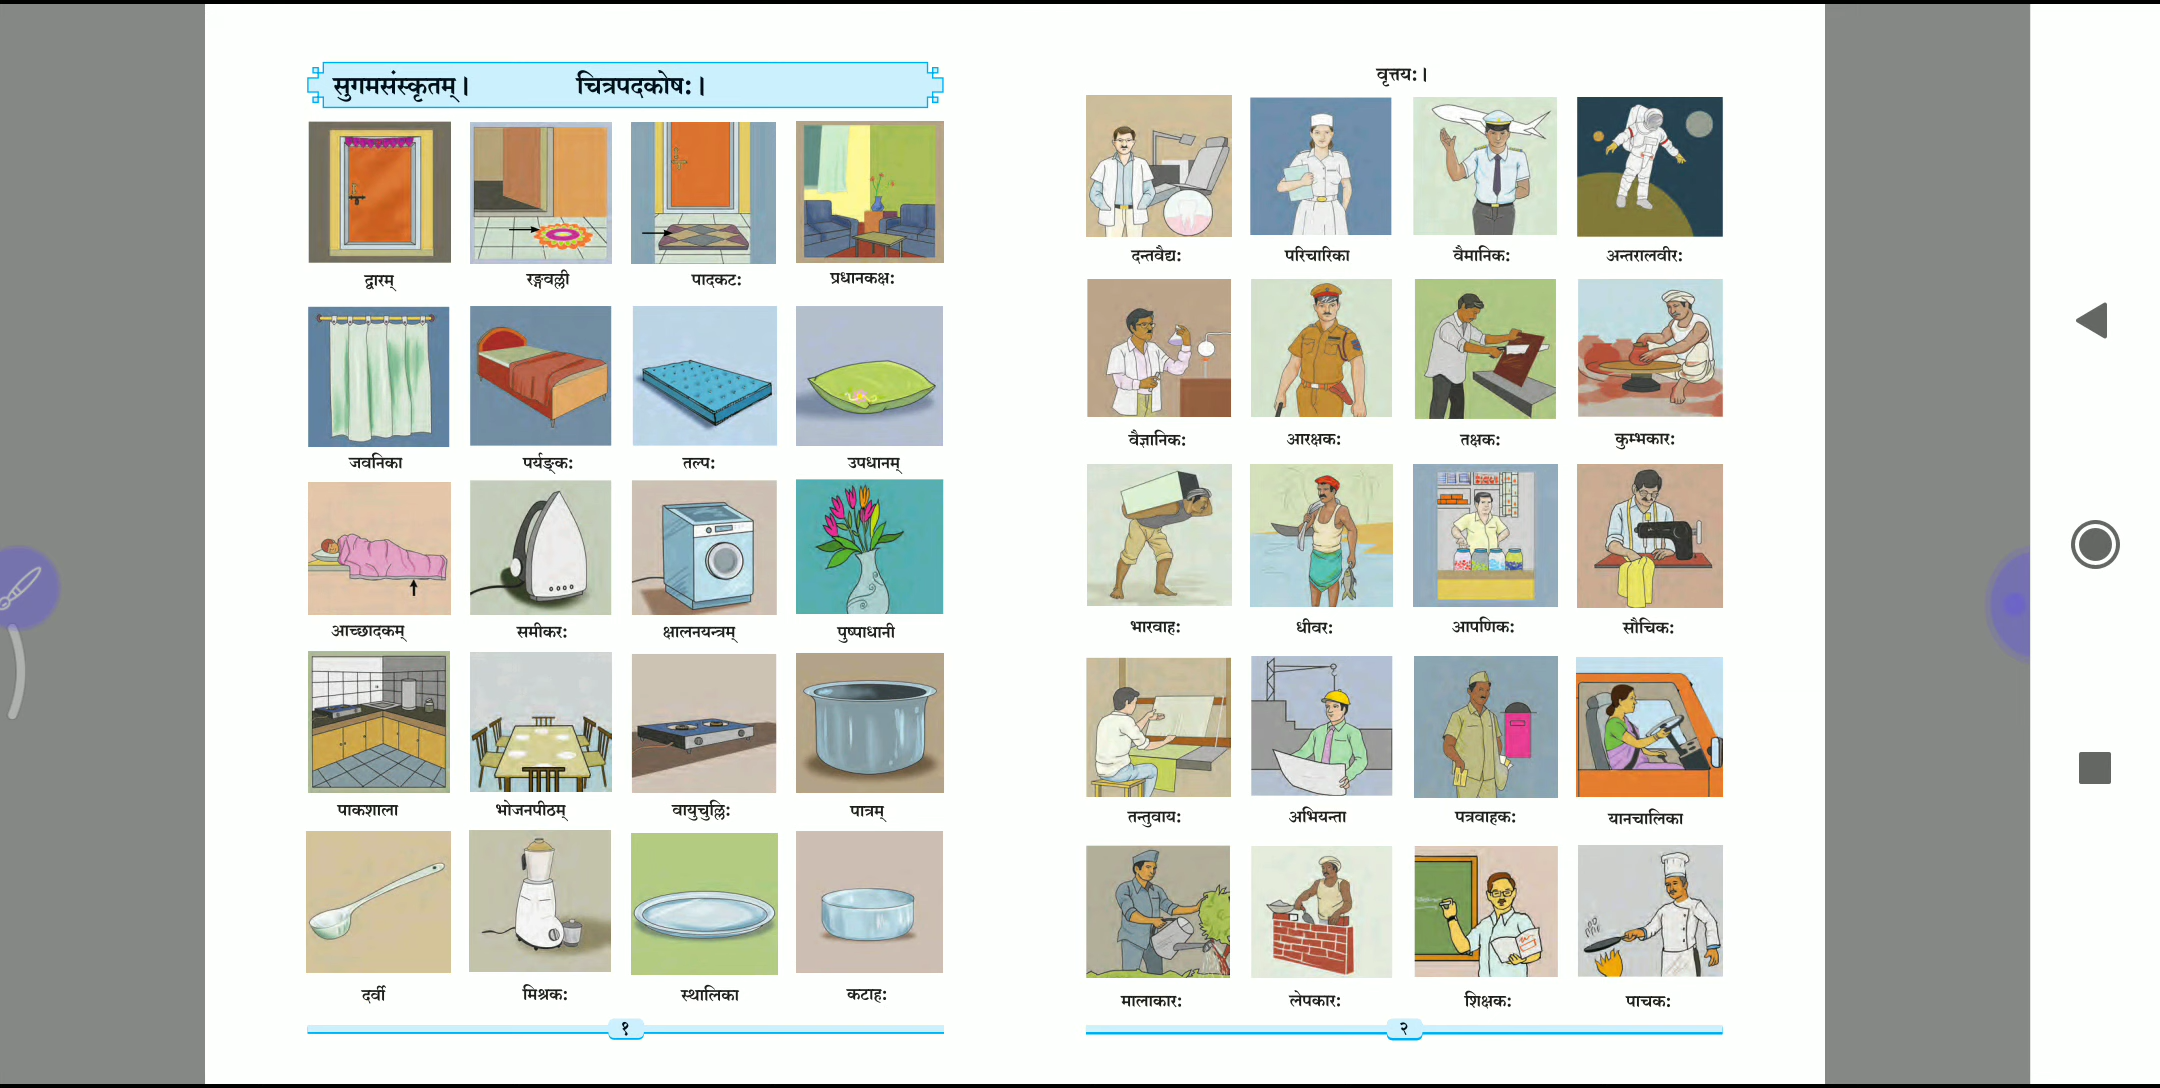 सुगमसंस्कृतम्। चित्रपदकोषः।
द्वारम् रङ्गवल्ली पादकटः प्रधानकक्षः
जवनिका पर्यङ्कः तल्पः उपधानम्
आच्छादकम् समीकरः क्षालनयन्त्रम् पुष्पाधानी
पाकशाला भोजनपीठम् वायुचुल्लिः पात्रम्
दर्वी मिश्रकः स्थालिका कटाहः
१
वृत्तयः।
दन्तवैद्यः परिचारिका वैमानिकः अन्तरालवीरः
वैज्ञानिकः आरक्षकः तक्षकः कुम्भकारः
भारवाहः धीवरः आपणिकः सौचिकः
तन्तुवायः अभियन्ता पत्रवाहकः यानचालिका
मालाकारः लेपकारः शिक्षकः पाचकः
२